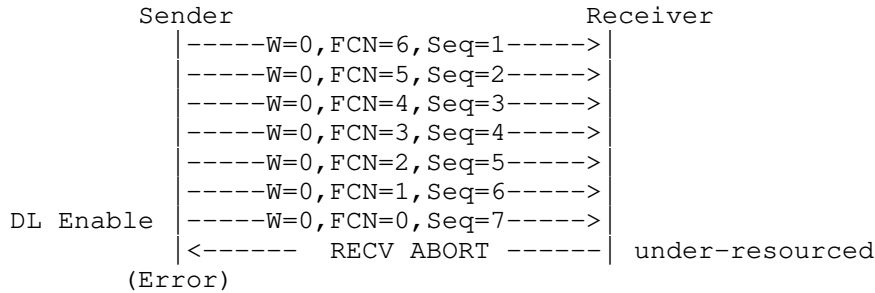 Sender Receiver
|-----W=0,FCN=6,Seq=1----->|
|-----W=0,FCN=5,Seq=2----->|
|-----W=0,FCN=4,Seq=3----->|
|-----W=0,FCN=3,Seq=4----->|
|-----W=0,FCN=2,Seq=5----->|
|-----W=0,FCN=1,Seq=6----->|
DL Enable |-----W=0,FCN=0,Seq=7----->|
|<------ RECV ABORT ------| under-resourced
(Error)